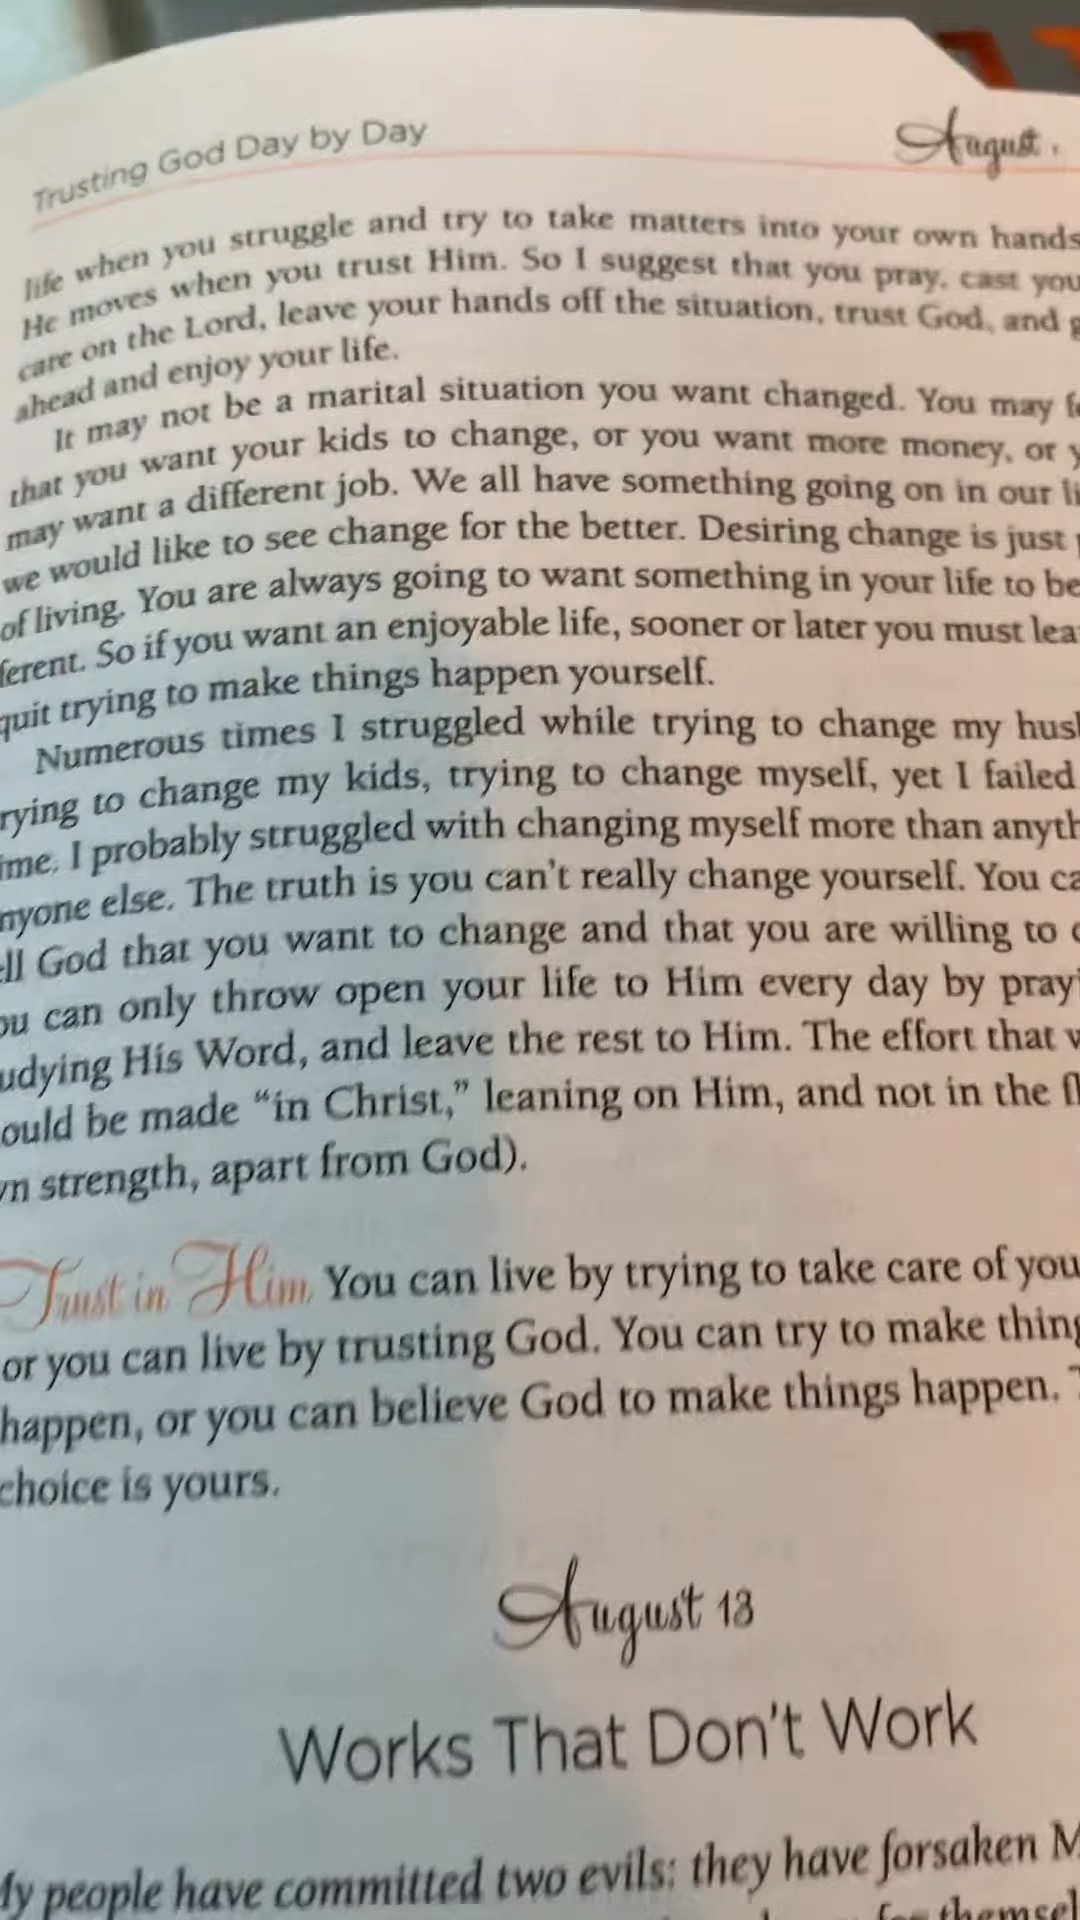 Trusting God Day by Day
August
life when you struggle and try to take matters into your own hands
He moves when you trust Him. So I suggest that you pray, cast you
care on the Lord, leave your hands off the situation, trust God, and g
ahead and enjoy your life.
It may not be a marital situation you want changed. You may f
that you want your kids to change, or you want more money, or y
may want a different job. We all have something going on in our li
we would like to see change for the better. Desiring change is just p
of living. You are always going to want something in your life to be
ferent. So if you want an enjoyable life, sooner or later you must lea
quit trying to make things happen yourself.
Numerous times I struggled while trying to change my hus
rying to change my kids, trying to change myself, yet I failed
ime. I probably struggled with changing myself more than anyth
nyone else. The truth is you can't really change yourself. You ca
ell God that you want to change and that you are willing to c
ou can only throw open your life to Him every day by prayi
udying His Word, and leave the rest to Him. The effort that w
ould be made “in Christ,” leaning on Him, and not in the fl
wn strength, apart from God).
Trust in Him You can live by trying to take care of you
or you can live by trusting God. You can try to make thing
happen, or you can believe God to make things happen. T
choice is yours.
August 13
Works That Don't Work
My people have committed two evils: they have forsaken M
for themsel